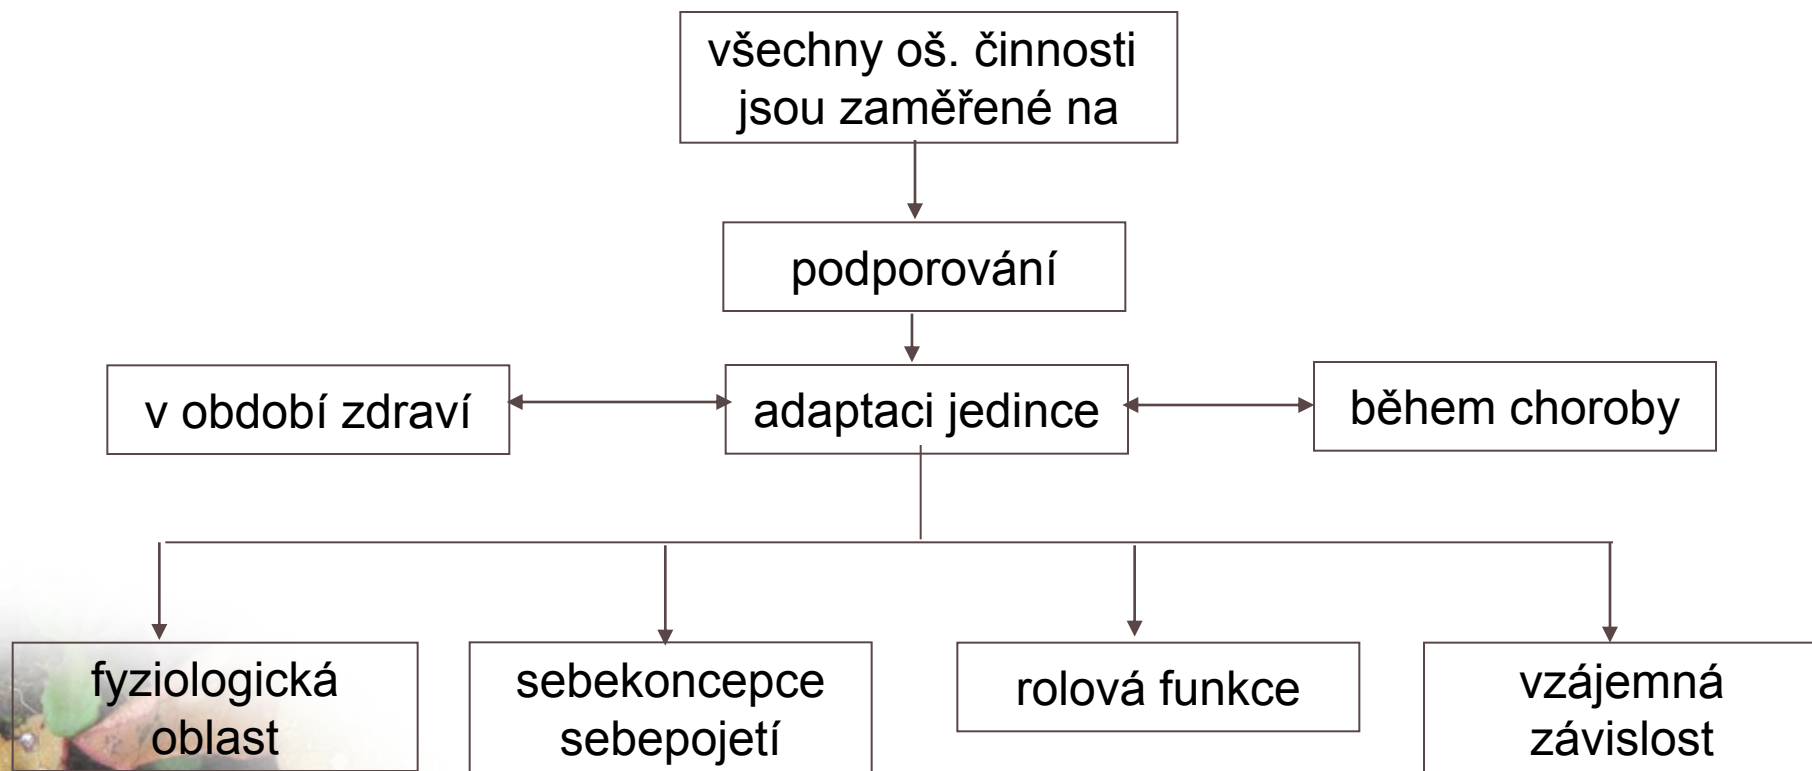 všechny oš. činnosti
jsou zaměřené na
podporování
v období zdraví
adaptaci jedince
během choroby
fyziologická
oblast
sebekoncepce
sebepojetí
rolová funkce
vzájemná
závislost